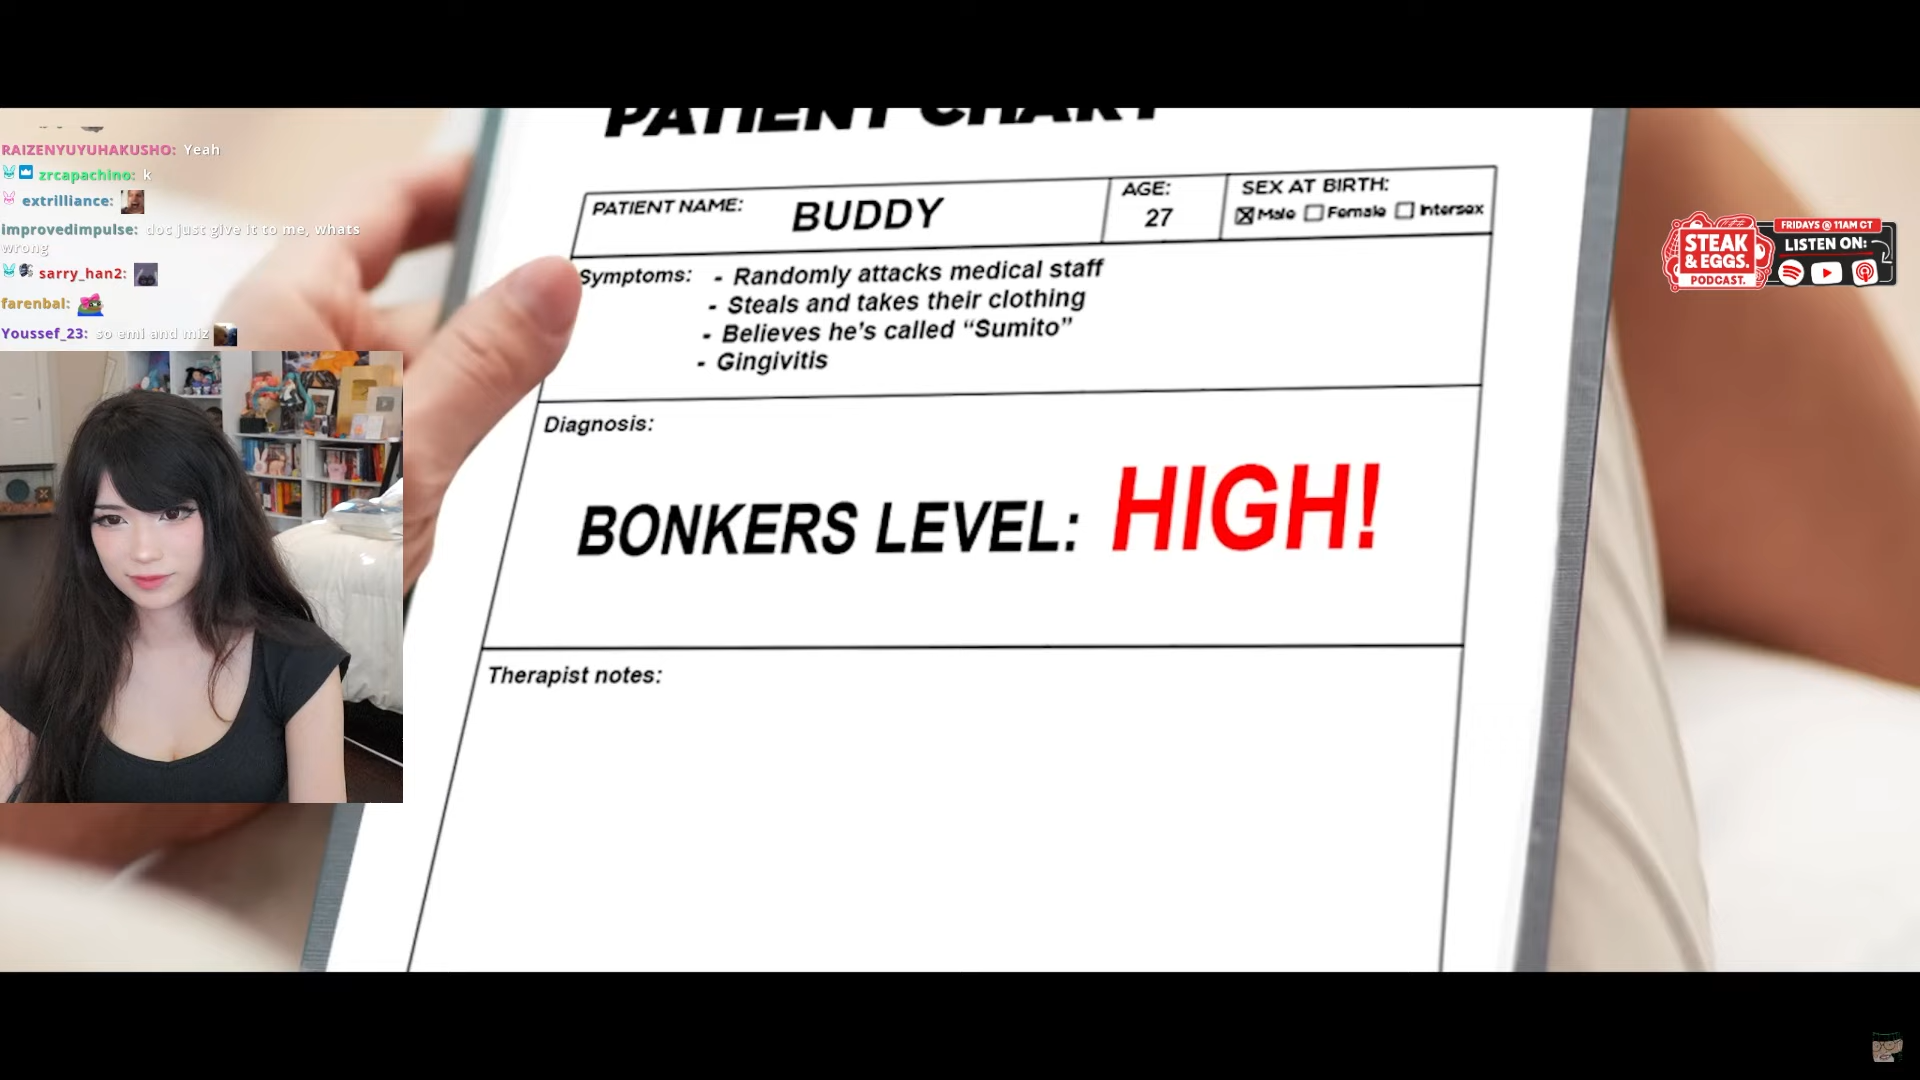 PATIENT CHART
RAIZENYUYUHAKUSHO: Yeah
zrcapachino: k
extrilliance:
improvedimpulse: doc just give it to me, whats
wrong
sarry_han2:
farenbal:
Youssef_23: so emi and miz
PATIENT NAME: BUDDY
AGE: 27
SEX AT BIRTH:
Male Female Intersex
Symptoms: - Randomly attacks medical staff
- Steals and takes their clothing
- Believes he's called “Sumito”
- Gingivitis
Diagnosis:
BONKERS LEVEL: HIGH!
Therapist notes:
STEAK
& EGGS.
PODCAST.
FRIDAYS @ 11AM CT
LISTEN ON: